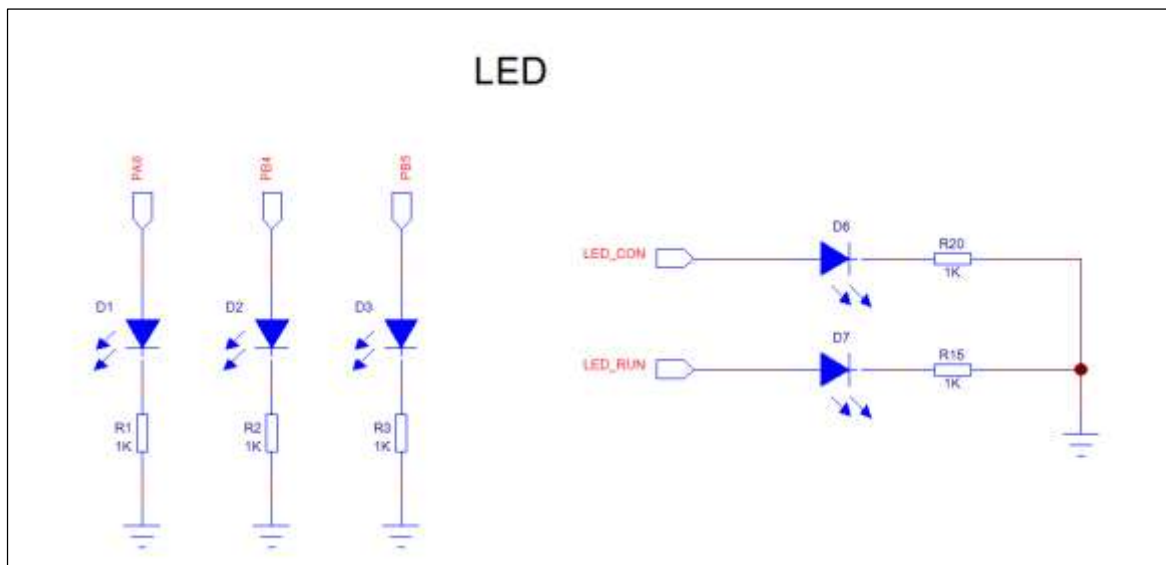 LED
PA6
PB4
PB5
D1
D2
D3
R1
1K
R2
1K
R3
1K
LED_CON
D6
R20
1K
LED_RUN
D7
R15
1K